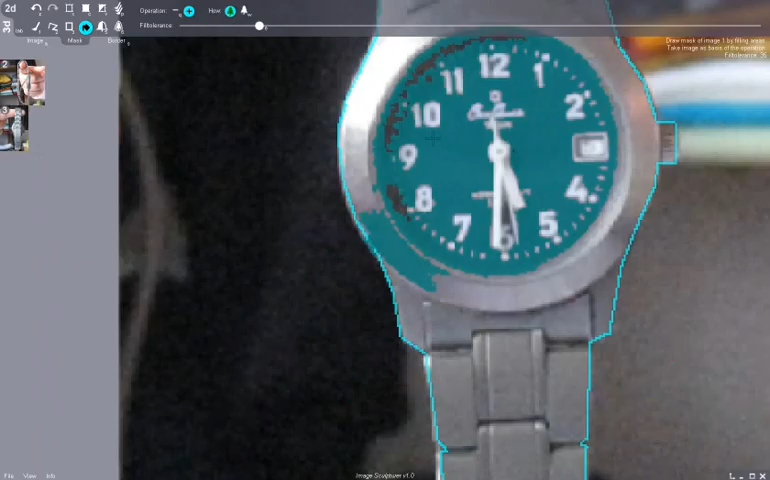 2d
Operation:
How:
3d
Filltolerance:
Image
Mask
Border
Draw mask of image 1 by filling areas
Take image as basis of the operation
Filltolerance: 35
12
11
1
10
2
9
8
4
7
5
6
File
View
Info
Image Sculpturer v1.0